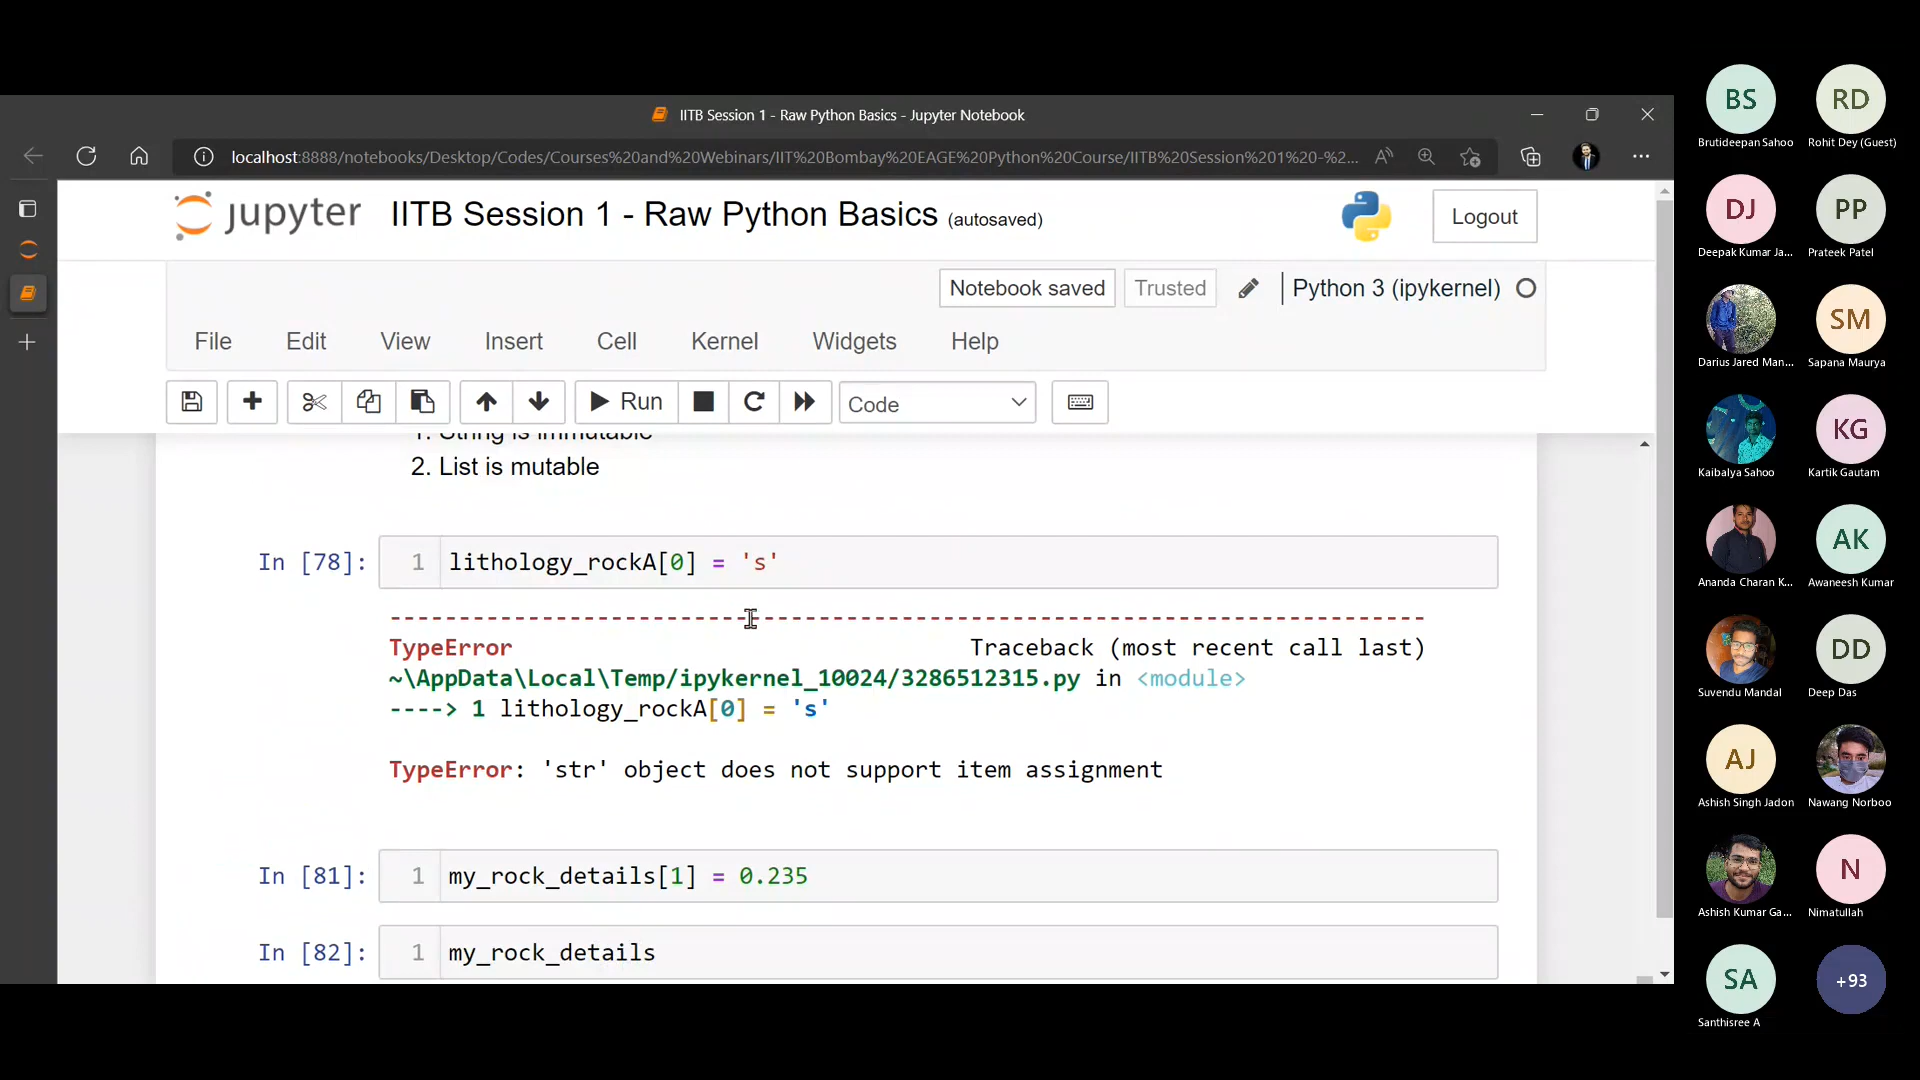 IITB Session 1 - Raw Python Basics - Jupyter Notebook
localhost:8888/notebooks/Desktop/Codes/Courses%20and%20Webinars/IIT%20Bombay%20EAGE%20Python%20Course/IITB%20Session%201%20-%2...
jupyter IITB Session 1 - Raw Python Basics (autosaved)
Logout
Notebook saved Trusted Python 3 (ipykernel)
File Edit View Insert Cell Kernel Widgets Help
Run Code
1. String is immutable
2. List is mutable
In [78]: 1 lithology_rockA[0] = 's'
---------------------------------------------------------------------------
TypeError Traceback (most recent call last)
~\AppData\Local\Temp/ipykernel_10024/3286512315.py in <module>
----> 1 lithology_rockA[0] = 's'
TypeError: 'str' object does not support item assignment
In [81]: 1 my_rock_details[1] = 0.235
In [82]: 1 my_rock_details
BS RD
Brutideepan Sahoo Rohit Dey (Guest)
DJ PP
Deepak Kumar Ja... Prateek Patel
SM
Darius Jared Man... Sapana Maurya
KG
Kaibalya Sahoo Kartik Gautam
AK
Ananda Charan K... Awaneesh Kumar
DD
Suvendu Mandal Deep Das
AJ
Ashish Singh Jadon Nawang Norboo
N
Ashish Kumar Ga... Nimatullah
SA +93
Santhisree A